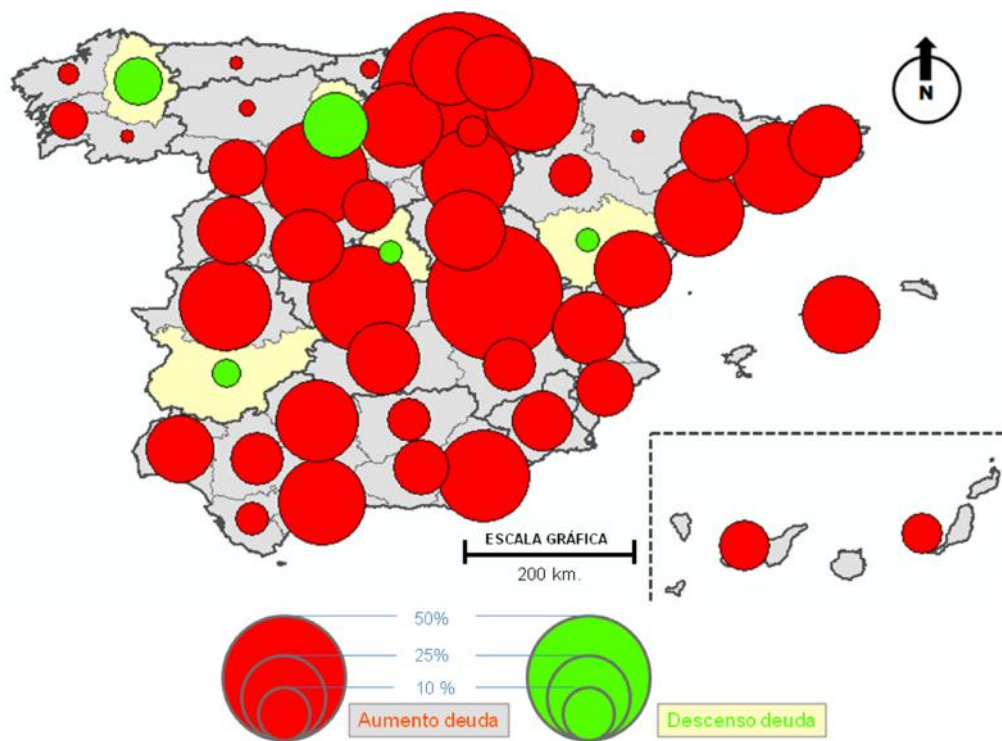 N
ESCALA GRÁFICA
200 km.
50%
25%
10 %
Aumento deuda
Descenso deuda